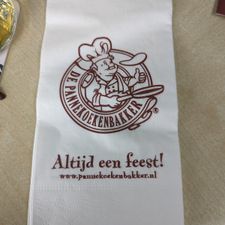 DE PANNEKOEKENBAKKER
®
Altijd een feest!
www.pannekoekenbakker.nl